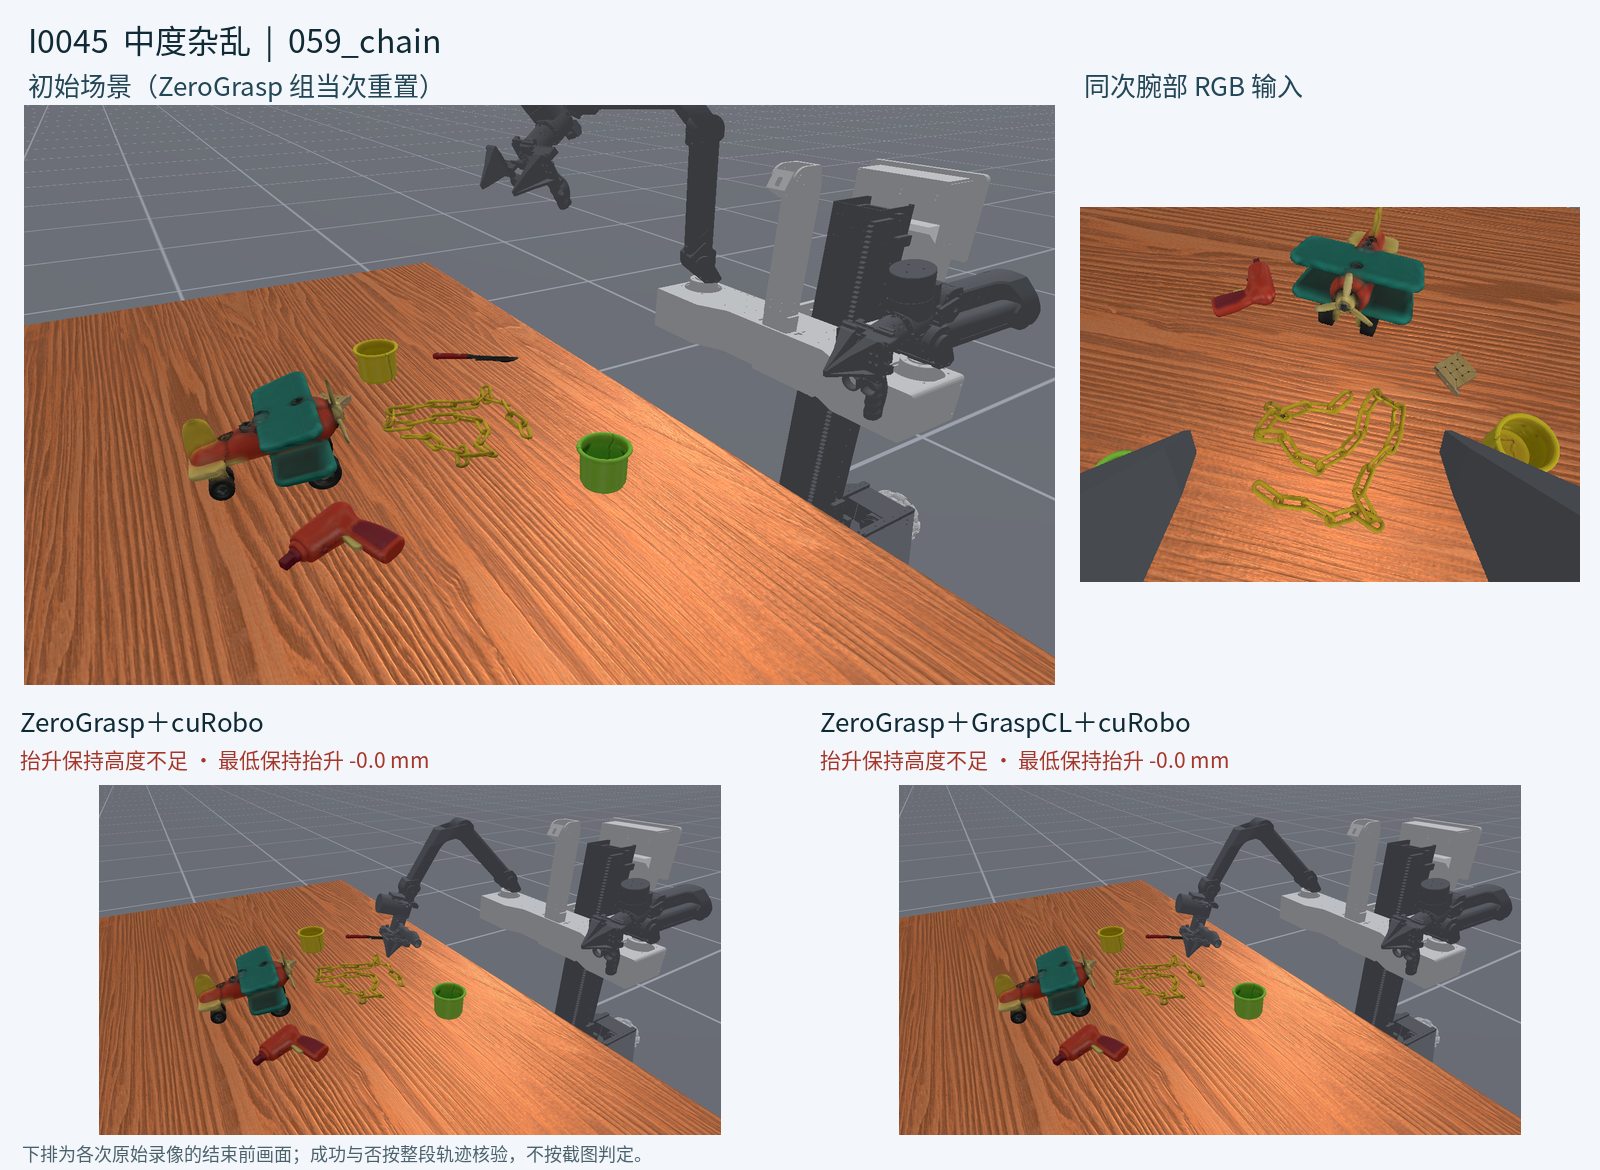 I0045 中度杂乱 | 059_chain
初始场景（ZeroGrasp 组当次重置）
同次腕部 RGB 输入
ZeroGrasp＋cuRobo
抬升保持高度不足 · 最低保持抬升 -0.0 mm
ZeroGrasp＋GraspCL＋cuRobo
抬升保持高度不足 · 最低保持抬升 -0.0 mm
下排为各次原始录像的结束前画面；成功与否按整段轨迹核验，不按截图判定。